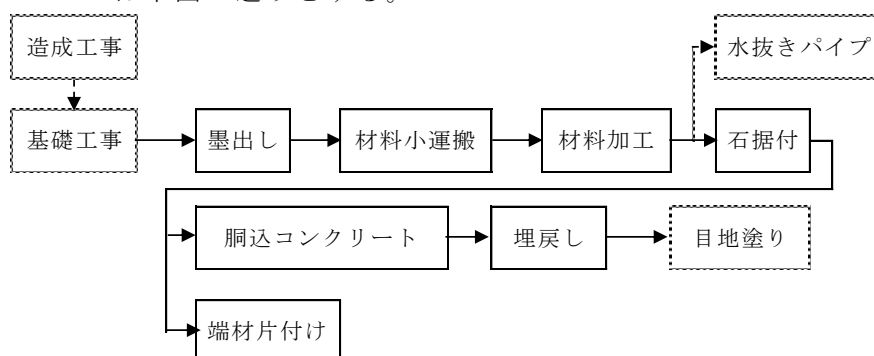 造成工事
水抜きパイプ
基礎工事
墨出し
材料小運搬
材料加工
石据付
胴込コンクリート
埋戻し
目地塗り
端材片付け